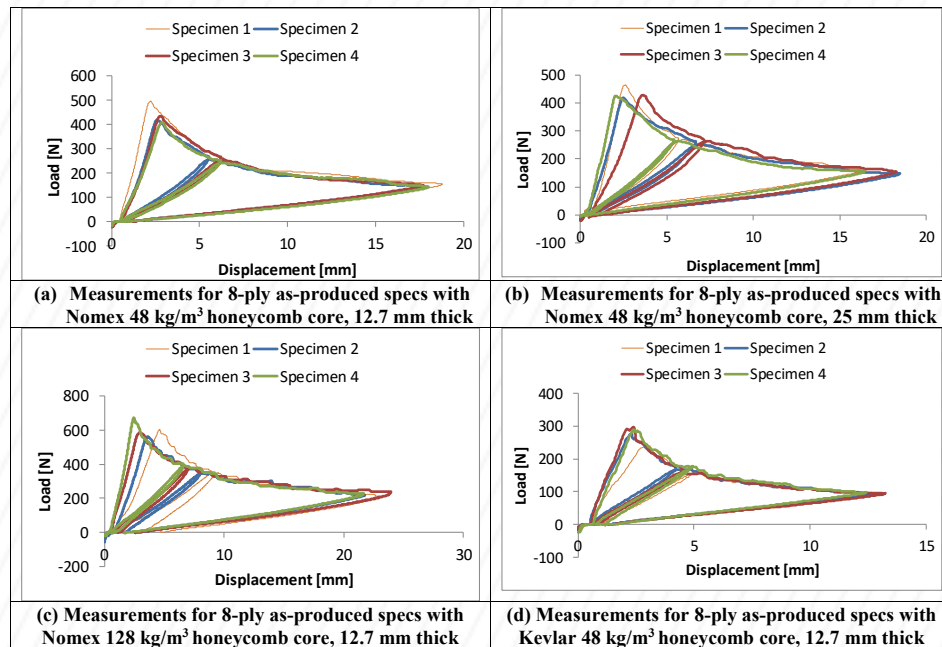 Specimen 1 Specimen 2
Specimen 3 Specimen 4
600
500
400
300
200
100
0
-100
Load [N]
0 5 10 15 20
Displacement [mm]
(a) Measurements for 8-ply as-produced specs with
Nomex 48 kg/m³ honeycomb core, 12.7 mm thick
Specimen 1 Specimen 2
Specimen 3 Specimen 4
500
400
300
200
100
0
-100
Load [N]
0 5 10 15 20
Displacement [mm]
(b) Measurements for 8-ply as-produced specs with
Nomex 48 kg/m³ honeycomb core, 25 mm thick
Specimen 1 Specimen 2
Specimen 3 Specimen 4
800
600
400
200
0
-200
Load [N]
0 10 20 30
Displacement [mm]
(c) Measurements for 8-ply as-produced specs with
Nomex 128 kg/m³ honeycomb core, 12.7 mm thick
Specimen 1 Specimen 2
Specimen 3 Specimen 4
400
300
200
100
0
-100
Load [N]
0 5 10 15
Displacement [mm]
(d) Measurements for 8-ply as-produced specs with
Kevlar 48 kg/m³ honeycomb core, 12.7 mm thick